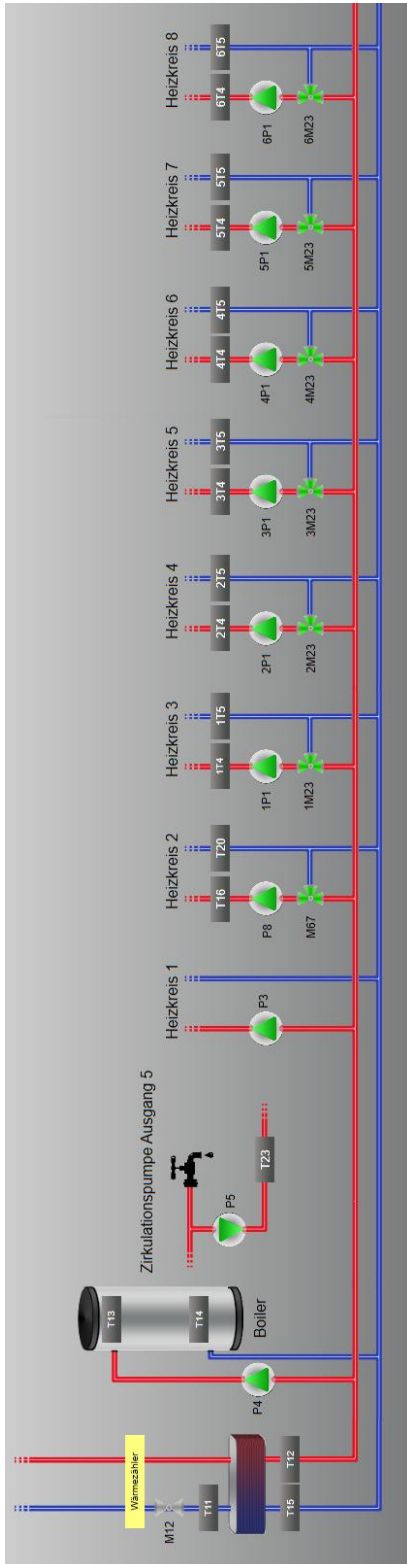 Wärmezähler
M12
T11
T15
T12
P4
T13
T14
Boiler
Zirkulationspumpe Ausgang 5
P5
T23
Heizkreis 1
P3
Heizkreis 2
T16
T20
P8
M67
Heizkreis 3
1T4
1T5
1P1
1M23
Heizkreis 4
2T4
2T5
2P1
2M23
Heizkreis 5
3T4
3T5
3P1
3M23
Heizkreis 6
4T4
4T5
4P1
4M23
Heizkreis 7
5T4
5T5
5P1
5M23
Heizkreis 8
6T4
6T5
6P1
6M23